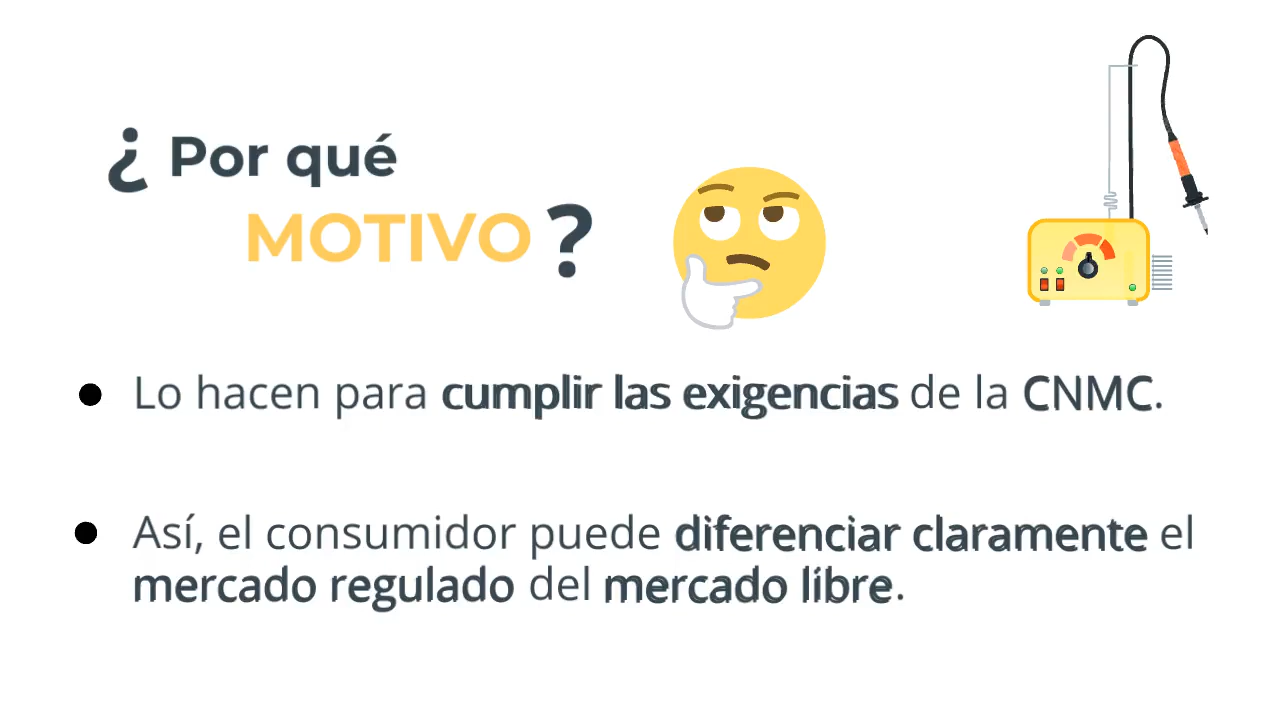 ¿ Por qué
MOTIVO ?
● Lo hacen para cumplir las exigencias de la CNMC.
● Así, el consumidor puede diferenciar claramente el
mercado regulado del mercado libre.